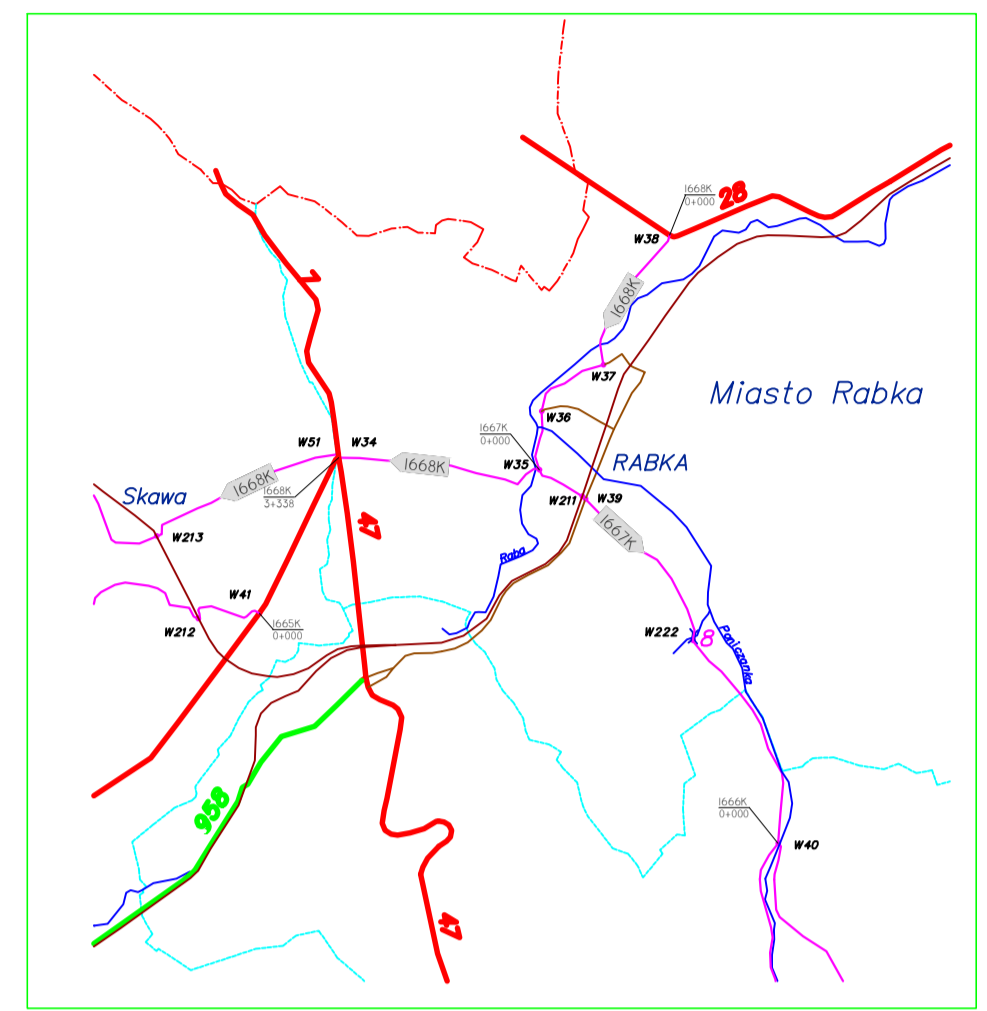 1668K
0+000
28
W38
1668K
7
W37
Miasto Rabka
W36
1667K
0+000
W51
W34
W35
RABKA
1668K
1668K
1668K
3+338
Skawa
W211
W39
W213
47
1667K
Raba
W41
W212
1665K
0+000
W222
8
Poniczanka
958
1666K
0+000
W40
47